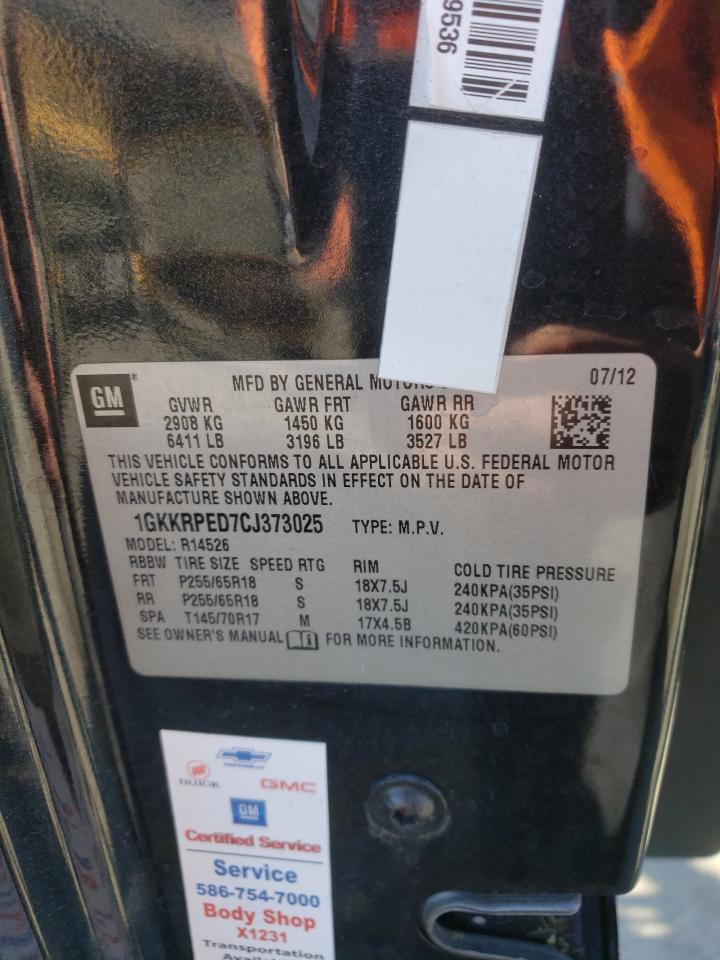 9536
GM
MFD BY GENERAL MOTORS
07/12
GVWR GAWR FRT GAWR RR
2908 KG 1450 KG 1600 KG
6411 LB 3196 LB 3527 LB
THIS VEHICLE CONFORMS TO ALL APPLICABLE U.S. FEDERAL MOTOR
VEHICLE SAFETY STANDARDS IN EFFECT ON THE DATE OF
MANUFACTURE SHOWN ABOVE.
1GKKRPED7CJ373025 TYPE: M.P.V.
MODEL: R14526
RBBW TIRE SIZE SPEED RTG RIM COLD TIRE PRESSURE
FRT P255/65R18 S 18X7.5J 240KPA(35PSI)
RR P255/65R18 S 18X7.5J 240KPA(35PSI)
SPA T145/70R17 M 17X4.5B 420KPA(60PSI)
SEE OWNER'S MANUAL FOR MORE INFORMATION.
CHEVROLET
BUICK GMC
GM
Certified Service
Service
586-754-7000
Body Shop
X1231
Transportation